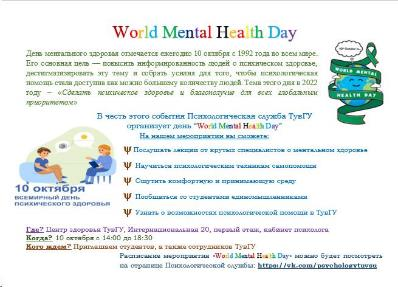 World Mental Health Day
День ментального здоровья отмечается ежегодно 10 октября с 1992 года во всем мире.
Его основная цель — повысить информированность людей о психическом здоровье,
дестигматизировать эту тему и собрать усилия для того, чтобы психологическая
помощь стала доступна как можно большему количеству людей. Тема этого дня в 2022
году – «Сделать психическое здоровье и благополучие для всех глобальным
приоритетом»
WORLD MENTAL
HEALTH DAY
В честь этого события Психологическая служба ТувГУ
организует день "World Mental Health Day"
На нашем мероприятии вы сможете:
Послушать лекции от крутых специалистов о ментальном здоровье
Научиться психологическим техникам самопомощи
Ощутить комфортную и принимающую среду
Пообщаться со студентами единомышленниками
Узнать о возможностях психологической помощи в ТувГУ
10 октября
ВСЕМИРНЫЙ ДЕНЬ
ПСИХИЧЕСКОГО ЗДОРОВЬЯ
Где? Центр здоровья ТувГУ, Интернациональная 20, первый этаж, кабинет психолога
Когда? 10 октября с 14:00 до 18:30
Кого ждем? Приглашаем студентов, а также сотрудников ТувГУ
Расписание мероприятия «World Mental Health Day» можно будет посмотреть
на странице Психологической службы: https://vk.com/psychologytuvsu